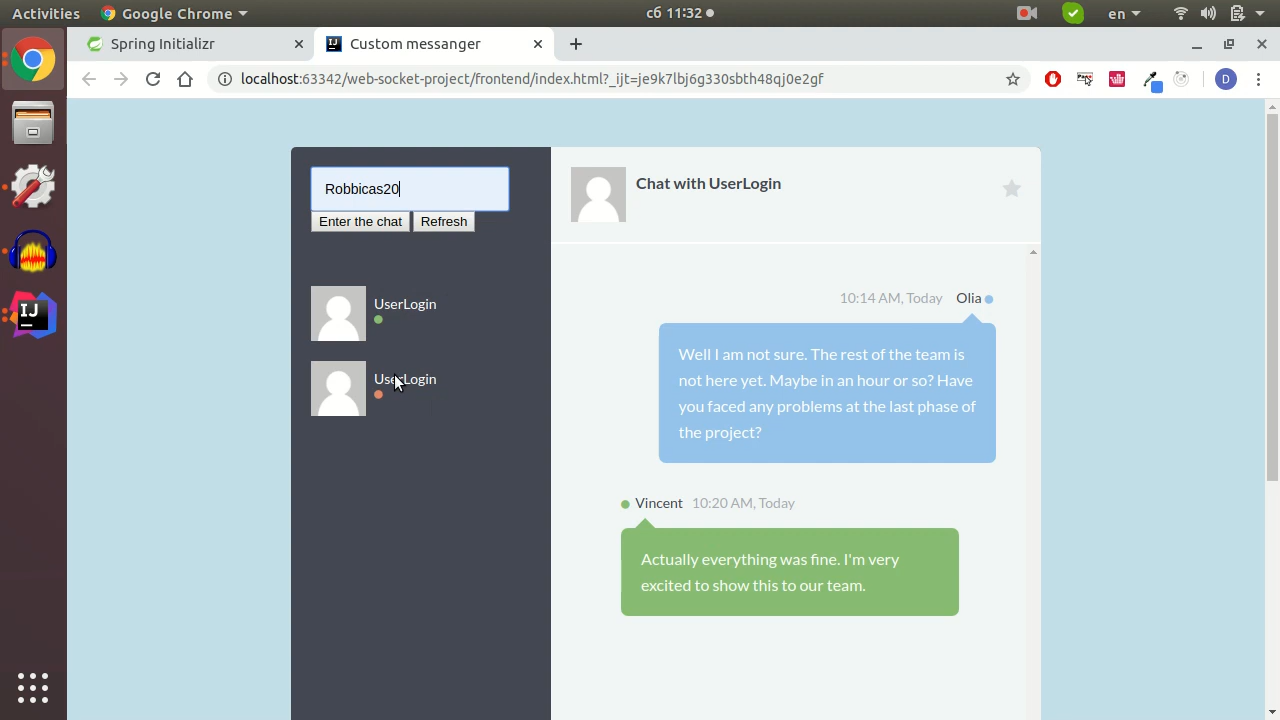 Activities
Google Chrome
сб 11:32
en
Spring Initializr
Custom messanger
localhost:63342/web-socket-project/frontend/index.html?_ijt=je9k7lbj6g330sbth48qj0e2gf
D
IJ
Robbicas20
Enter the chat
Refresh
UserLogin
UserLogin
Chat with UserLogin
10:14 AM, Today
Olia
Well I am not sure. The rest of the team is
not here yet. Maybe in an hour or so? Have
you faced any problems at the last phase of
the project?
Vincent
10:20 AM, Today
Actually everything was fine. I'm very
excited to show this to our team.